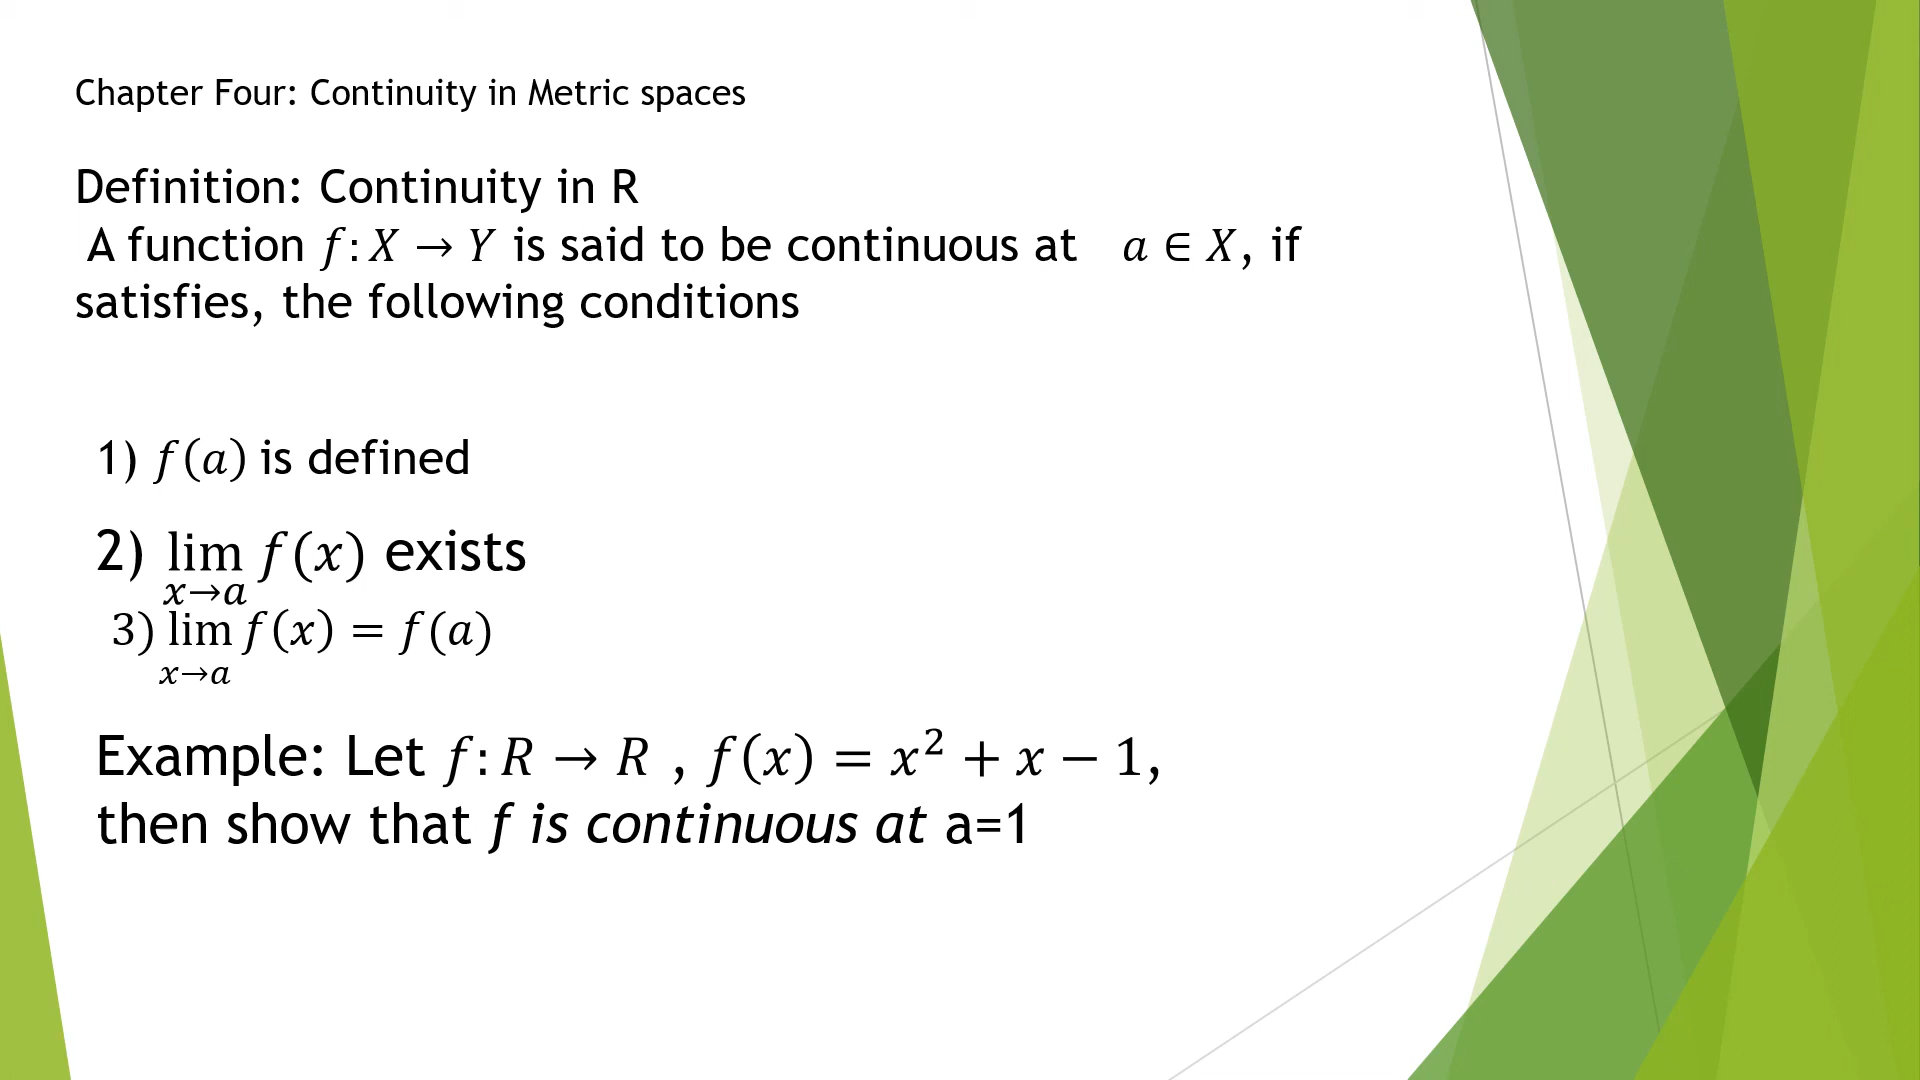 Chapter Four: Continuity in Metric spaces
Definition: Continuity in R
A function 𝑓: 𝑋 → 𝑌 is said to be continuous at 𝑎 ∈ 𝑋, if
satisfies, the following conditions
1) 𝑓(𝑎) is defined
2) lim 𝑓(𝑥) exists
𝑥→𝑎
3) lim 𝑓(𝑥) = 𝑓(𝑎)
𝑥→𝑎
Example: Let 𝑓: 𝑅 → 𝑅 , 𝑓(𝑥) = 𝑥² + 𝑥 − 1,
then show that f is continuous at a=1